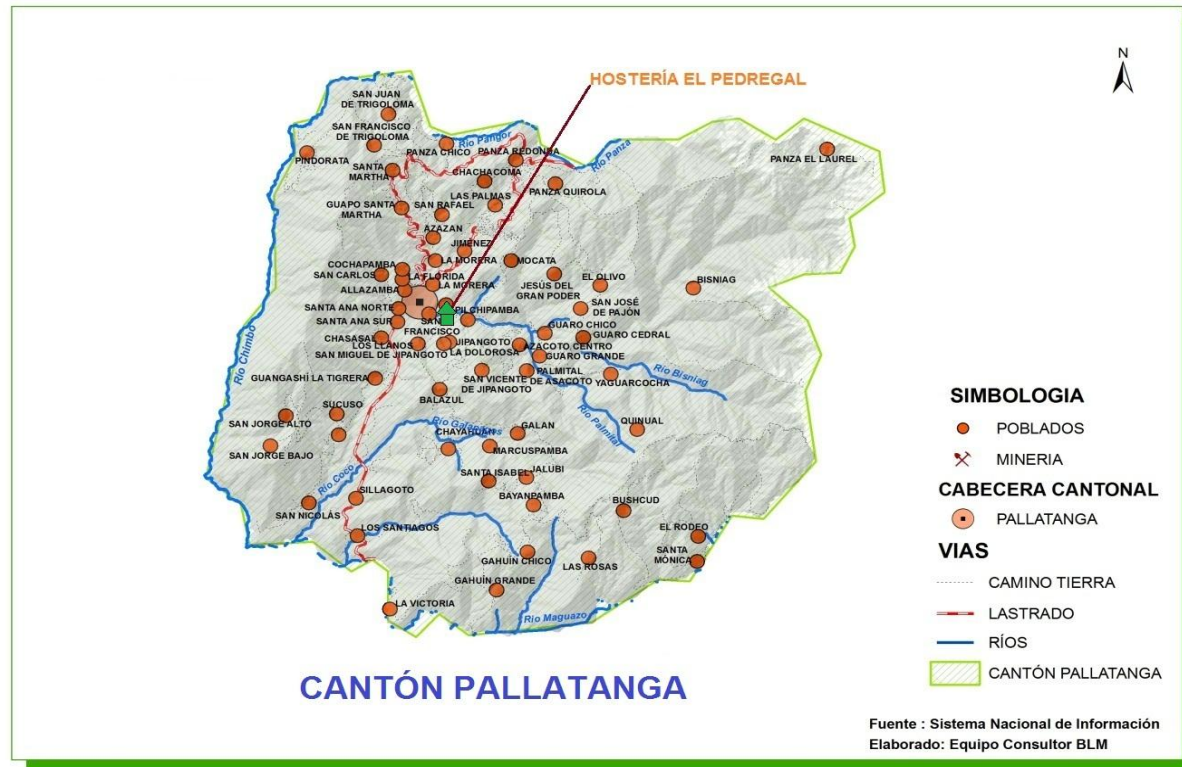 HOSTERÍA EL PEDREGAL
N
SAN JUAN
DE TRIGOLOMA
SAN FRANCISCO
DE TRIGOLOMA
PINDORATA
PANZA CHICO
Río Pangor
PANZA REDONDA
Río Panza
PANZA EL LAUREL
SANTA
MARTHA
CHACHACOMA
PANZA QUIROLA
LAS PALMAS
GUAPO SANTA
MARTHA
SAN RAFAEL
AZAZAN
JIMÉNEZ
COCHAPAMBA
LA MORERA
MOCATA
SAN CARLOS
LA FLORIDA
LA MORERA
JESÚS DEL
GRAN PODER
EL OLIVO
BISNIAG
ALLAZAMBA
SANTA ANA NORTE
PILCHIPAMBA
SAN JOSÉ
DE PAJÓN
SANTA ANA SUR
SAN
FRANCISCO
GUARO CHICO
GUARO CEDRAL
CHASASAL
LOS LLANOS
JIPANGOTO
AZACOTO CENTRO
SAN MIGUEL DE JIPANGOTO
LA DOLOROSA
GUARO GRANDE
Río Chimbo
GUANGASHÍ LA TIGRERA
SAN VICENTE
DE JIPANGOTO
PALMITAL
DE ASACOTO
YAGUARCOCHA
Río Bisniag
BALAZUL
SUCUSO
Río Palmital
QUINUAL
SAN JORGE ALTO
CHAYAHUAN
GALAN
SAN JORGE BAJO
MARCUSPAMBA
Río Coco
SANTA ISABEL
JALUBI
SILLAGOTO
SAN NICOLÁS
BAYANPAMBA
BUSHCUD
LOS SANTIAGOS
EL RODEO
SANTA
MÓNICA
GAHUÍN CHICO
LAS ROSAS
GAHUÍN GRANDE
LA VICTORIA
Río Maguazo
CANTÓN PALLATANGA
SIMBOLOGIA
POBLADOS
MINERIA
CABECERA CANTONAL
PALLATANGA
VIAS
CAMINO TIERRA
LASTRADO
RÍOS
CANTÓN PALLATANGA
Fuente : Sistema Nacional de Información
Elaborado: Equipo Consultor BLM